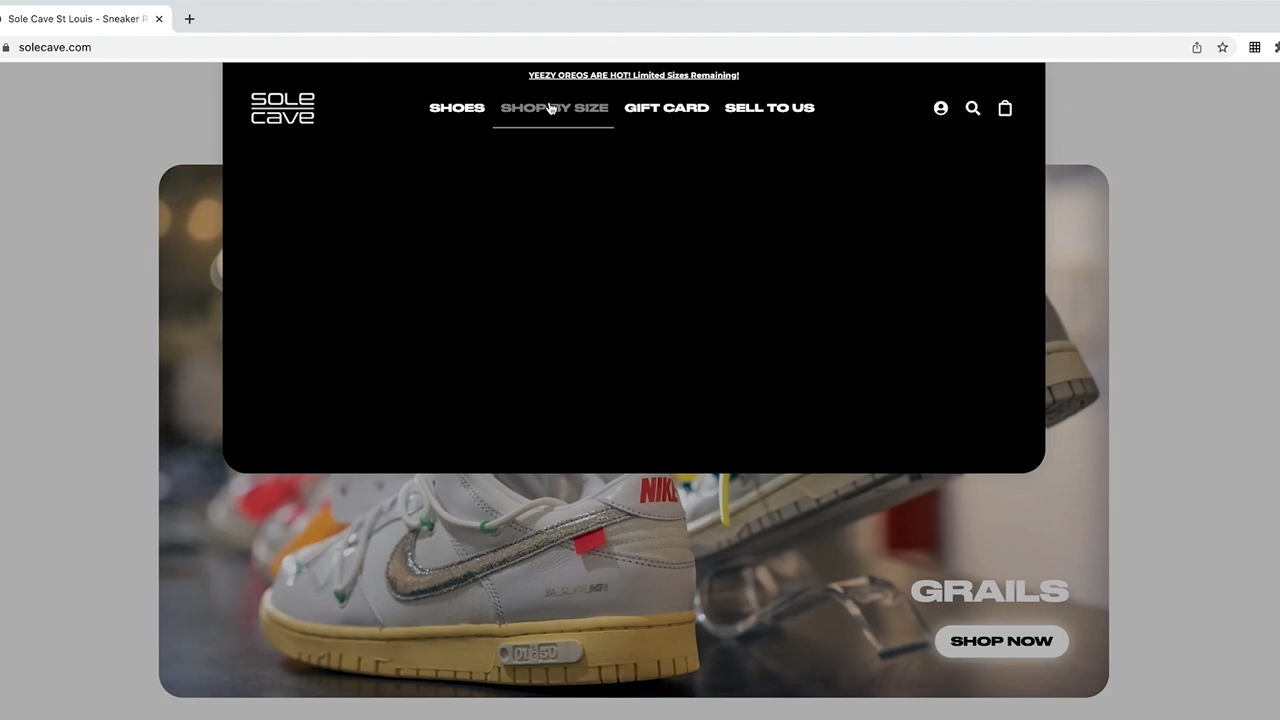 Sole Cave St Louis - Sneaker R
solecave.com
YEEZY OREOS ARE HOT! Limited Sizes Remaining!
SOLE
CAVE
SHOES SHOP BY SIZE GIFT CARD SELL TO US
NIKE
GRAILS
SHOP NOW